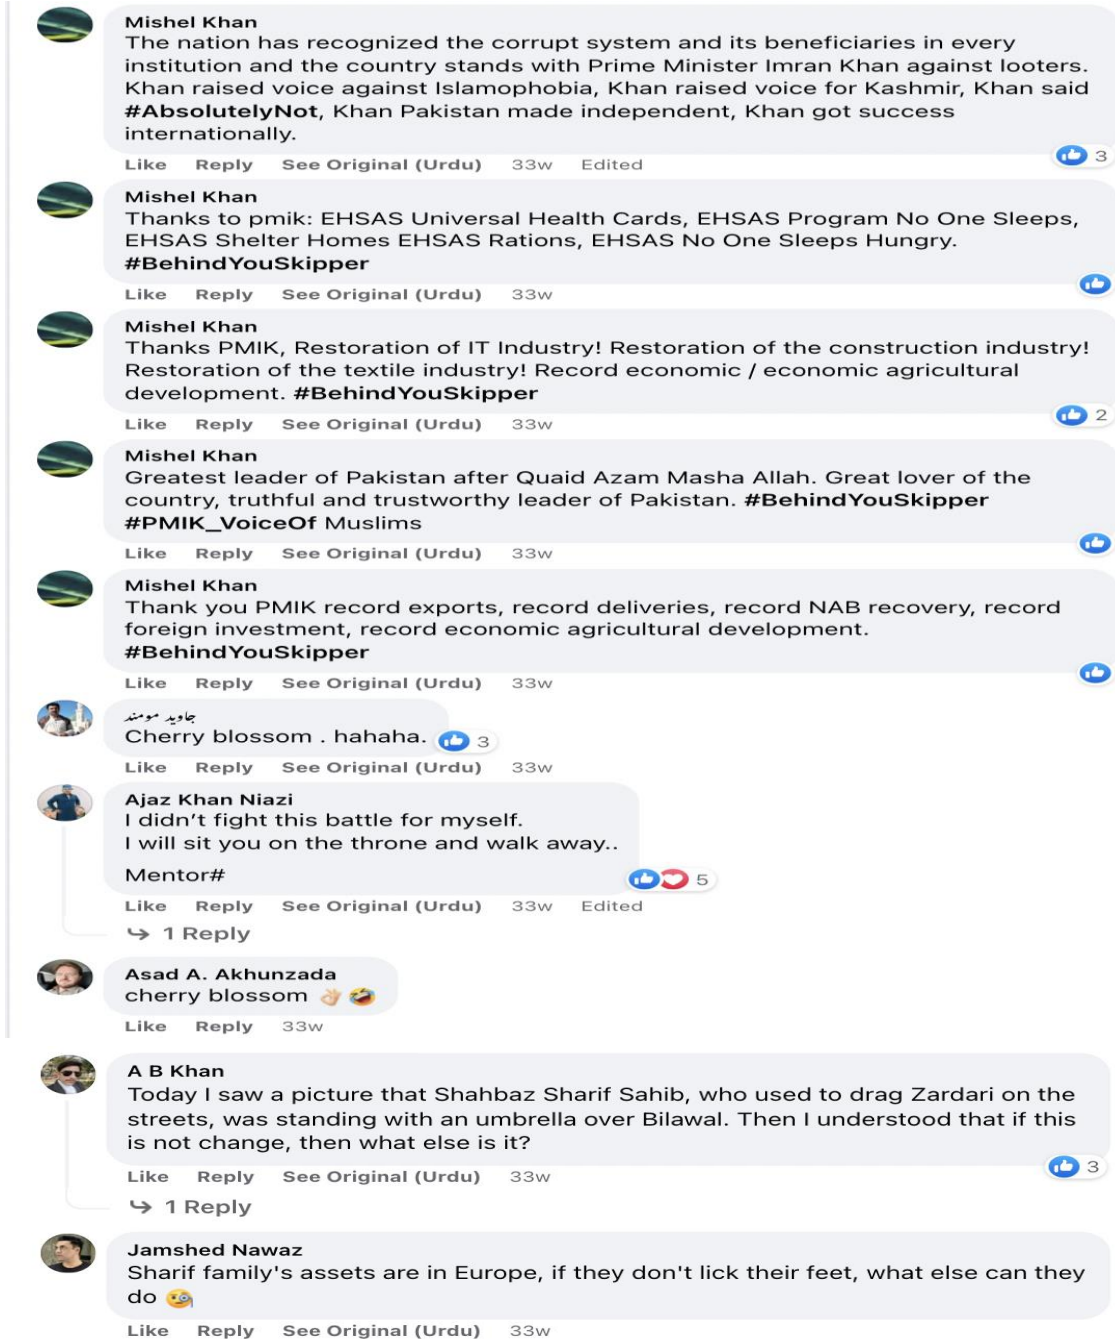 Mishel Khan
The nation has recognized the corrupt system and its beneficiaries in every
institution and the country stands with Prime Minister Imran Khan against looters.
Khan raised voice against Islamophobia, Khan raised voice for Kashmir, Khan said
#AbsolutelyNot, Khan Pakistan made independent, Khan got success
internationally.
Like Reply See Original (Urdu) 33w Edited 3
Mishel Khan
Thanks to pmik: EHSAS Universal Health Cards, EHSAS Program No One Sleeps,
EHSAS Shelter Homes EHSAS Rations, EHSAS No One Sleeps Hungry.
#BehindYouSkipper
Like Reply See Original (Urdu) 33w
Mishel Khan
Thanks PMIK, Restoration of IT Industry! Restoration of the construction industry!
Restoration of the textile industry! Record economic / economic agricultural
development. #BehindYouSkipper
Like Reply See Original (Urdu) 33w 2
Mishel Khan
Greatest leader of Pakistan after Quaid Azam Masha Allah. Great lover of the
country, truthful and trustworthy leader of Pakistan. #BehindYouSkipper
#PMIK_VoiceOf Muslims
Like Reply See Original (Urdu) 33w
Mishel Khan
Thank you PMIK record exports, record deliveries, record NAB recovery, record
foreign investment, record economic agricultural development.
#BehindYouSkipper
Like Reply See Original (Urdu) 33w
جاوید مومند
Cherry blossom . hahaha. 3
Like Reply See Original (Urdu) 33w
Ajaz Khan Niazi
I didn't fight this battle for myself.
I will sit you on the throne and walk away..
Mentor# 5
Like Reply See Original (Urdu) 33w Edited
1 Reply
Asad A. Akhunzada
cherry blossom 👌🏻 🤣
Like Reply 33w
A B Khan
Today I saw a picture that Shahbaz Sharif Sahib, who used to drag Zardari on the
streets, was standing with an umbrella over Bilawal. Then I understood that if this
is not change, then what else is it?
Like Reply See Original (Urdu) 33w 3
1 Reply
Jamshed Nawaz
Sharif family's assets are in Europe, if they don't lick their feet, what else can they
do 🧐
Like Reply See Original (Urdu) 33w